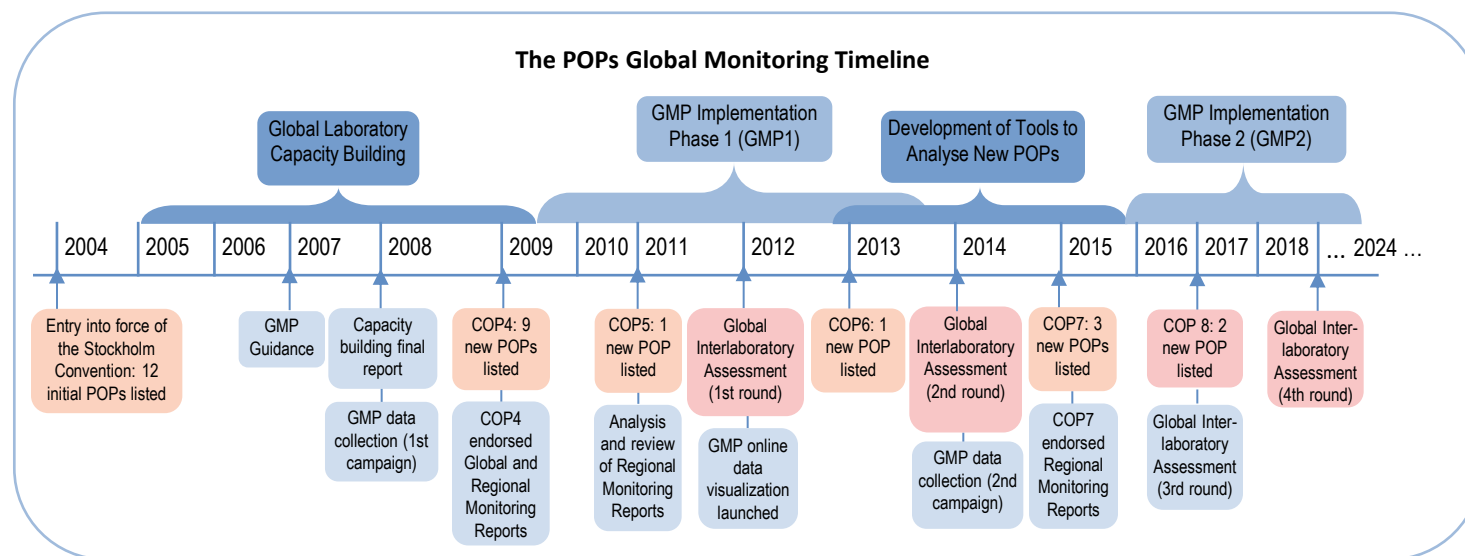 The POPs Global Monitoring Timeline
Global Laboratory
Capacity Building
GMP Implementation
Phase 1 (GMP1)
Development of Tools to
Analyse New POPs
GMP Implementation
Phase 2 (GMP2)
2004
2005
2006
2007
2008
2009
2010
2011
2012
2013
2014
2015
2016
2017
2018
... 2024 ...
Entry into force of
the Stockholm
Convention: 12
initial POPs listed
GMP
Guidance
Capacity
building final
report
GMP data
collection (1st
campaign)
COP4: 9
new POPs
listed
COP4
endorsed
Global and
Regional
Monitoring
Reports
COP5: 1
new POP
listed
Analysis
and review
of Regional
Monitoring
Reports
Global
Interlaboratory
Assessment
(1st round)
GMP online
data
visualization
launched
COP6: 1
new POP
listed
Global
Interlaboratory
Assessment
(2nd round)
GMP data
collection (2nd
campaign)
COP7: 3
new POPs
listed
COP7
endorsed
Regional
Monitoring
Reports
COP 8: 2
new POP
listed
Global Inter-
laboratory
Assessment
(3rd round)
Global Inter-
laboratory
Assessment
(4th round)